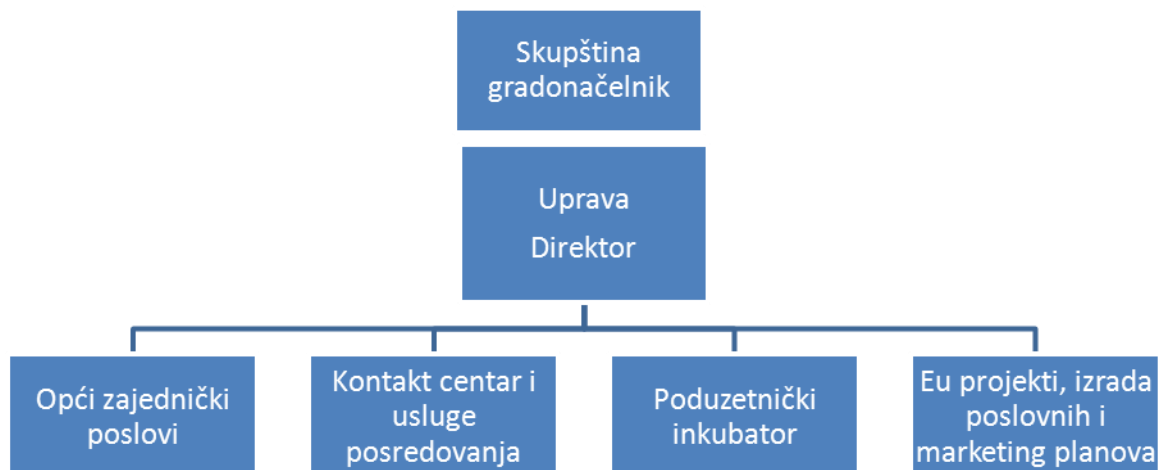 Skupština
gradonačelnik
Uprava
Direktor
Opći zajednički
poslovi
Kontakt centar i
usluge
posredovanja
Poduzetnički
inkubator
Eu projekti, izrada
poslovnih i
marketing planova